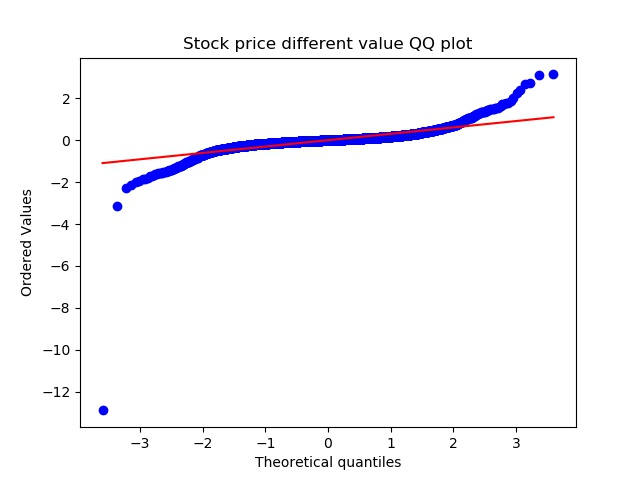 Stock price different value QQ plot
Ordered Values
2
0
−2
−4
−6
−8
−10
−12
−3 −2 −1 0 1 2 3
Theoretical quantiles